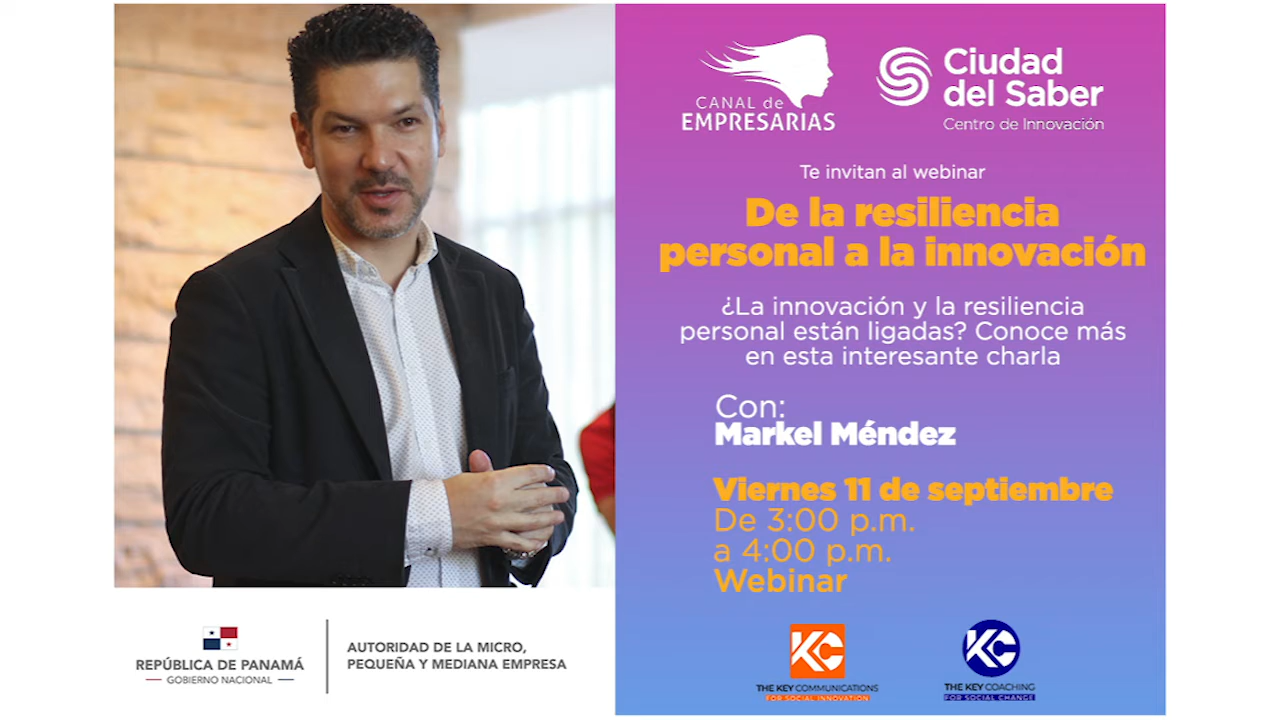 CANAL de
EMPRESARIAS
Ciudad
del Saber
Centro de Innovación
Te invitan al webinar
De la resiliencia
personal a la innovación
¿La innovación y la resiliencia
personal están ligadas? Conoce más
en esta interesante charla
Con:
Markel Méndez
Viernes 11 de septiembre
De 3:00 p.m.
a 4:00 p.m.
Webinar
REPÚBLICA DE PANAMÁ
GOBIERNO NACIONAL
AUTORIDAD DE LA MICRO,
PEQUEÑA Y MEDIANA EMPRESA
KC
THE KEY COMMUNICATIONS
FOR SOCIAL INNOVATION
KC
THE KEY COACHING
FOR SOCIAL CHANGE